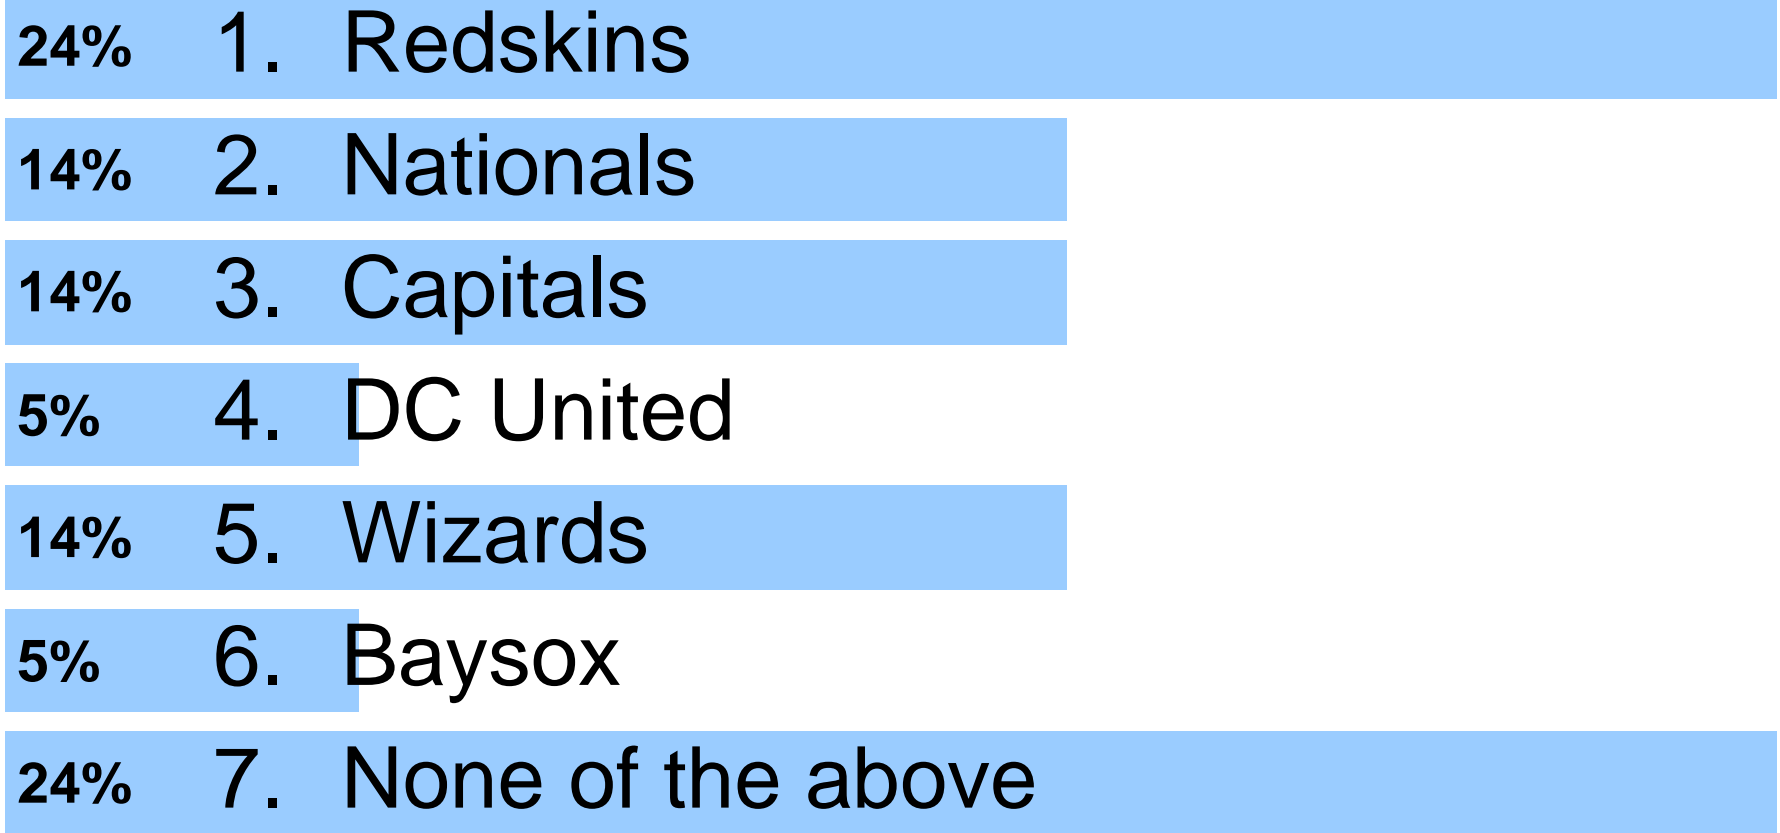 24% 1. Redskins
14% 2. Nationals
14% 3. Capitals
5% 4. DC United
14% 5. Wizards
5% 6. Baysox
24% 7. None of the above